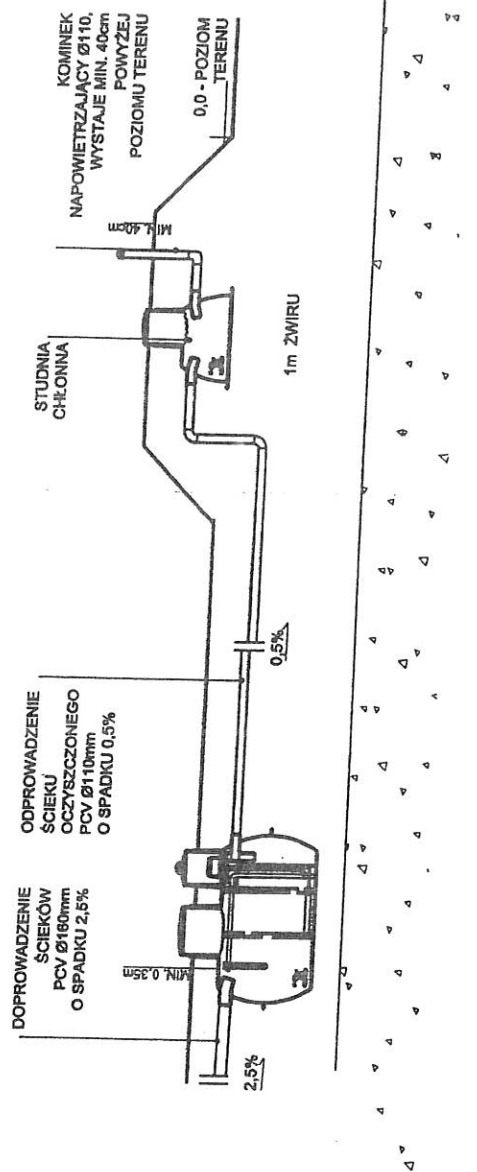 DOPROWADZENIE
ŚCIEKÓW
PCV Ø160mm
O SPADKU 2,5%
MIN. 0.35m
2,5%
ODPROWADZENIE
ŚCIEKU
OCZYSZCZONEGO
PCV Ø110mm
O SPADKU 0,5%
0,5%
STUDNIA
CHŁONNA
MIN. 40cm
1m ŻWIRU
KOMINEK
NAPOWIETRZAJĄCY Ø110,
WYSTAJE MIN. 40cm
POWYŻEJ
POZIOMU TERENU
0,0 - POZIOM
TERENU